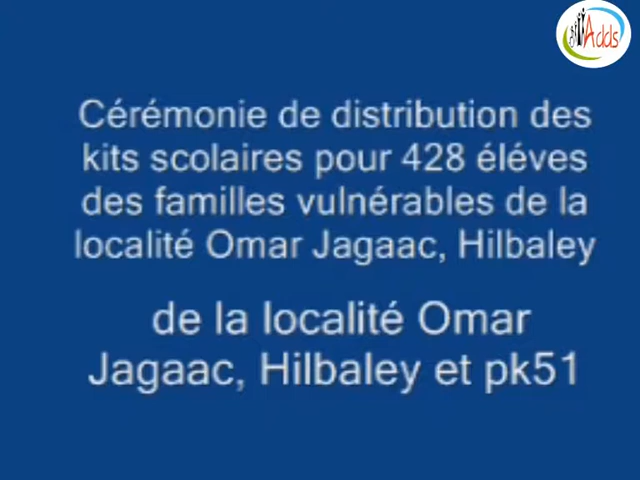 Adds
Cérémonie de distribution des
kits scolaires pour 428 éléves
des familles vulnérables de la
localité Omar Jagaac, Hilbaley
de la localité Omar
Jagaac, Hilbaley et pk51